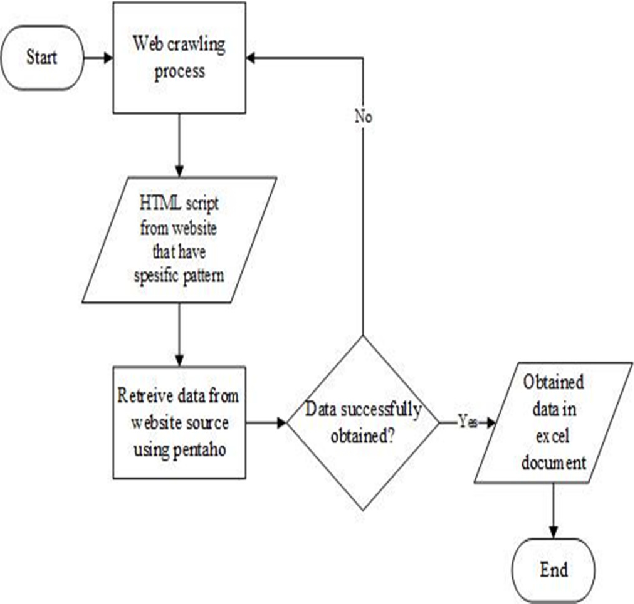 Start
Web crawling
process
No
HTML script
from website
that have
spesific pattern
Retreive data from
website source
using pentaho
Data successfully
obtained?
Yes
Obtained
data in
excel
document
End